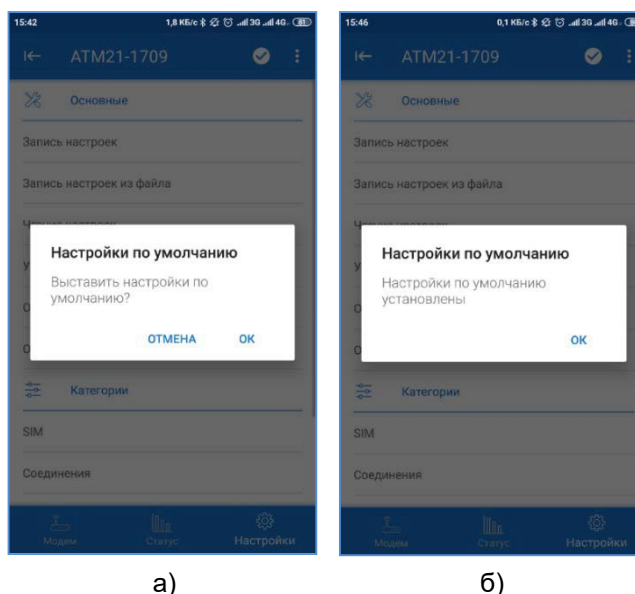 15:42
1,8 КБ/с 3G 4G 81
ATM21-1709
Основные
Запись настроек
Запись настроек из файла
Настройки по умолчанию
Выставить настройки по
умолчанию?
ОТМЕНА
ОК
Категории
SIM
Соединения
Модем
Статус
Настройки
а)
15:46
0,1 КБ/с 3G 4G
ATM21-1709
Основные
Запись настроек
Запись настроек из файла
Настройки по умолчанию
Настройки по умолчанию
установлены
ОК
Категории
SIM
Соединения
Модем
Статус
Настройки
б)